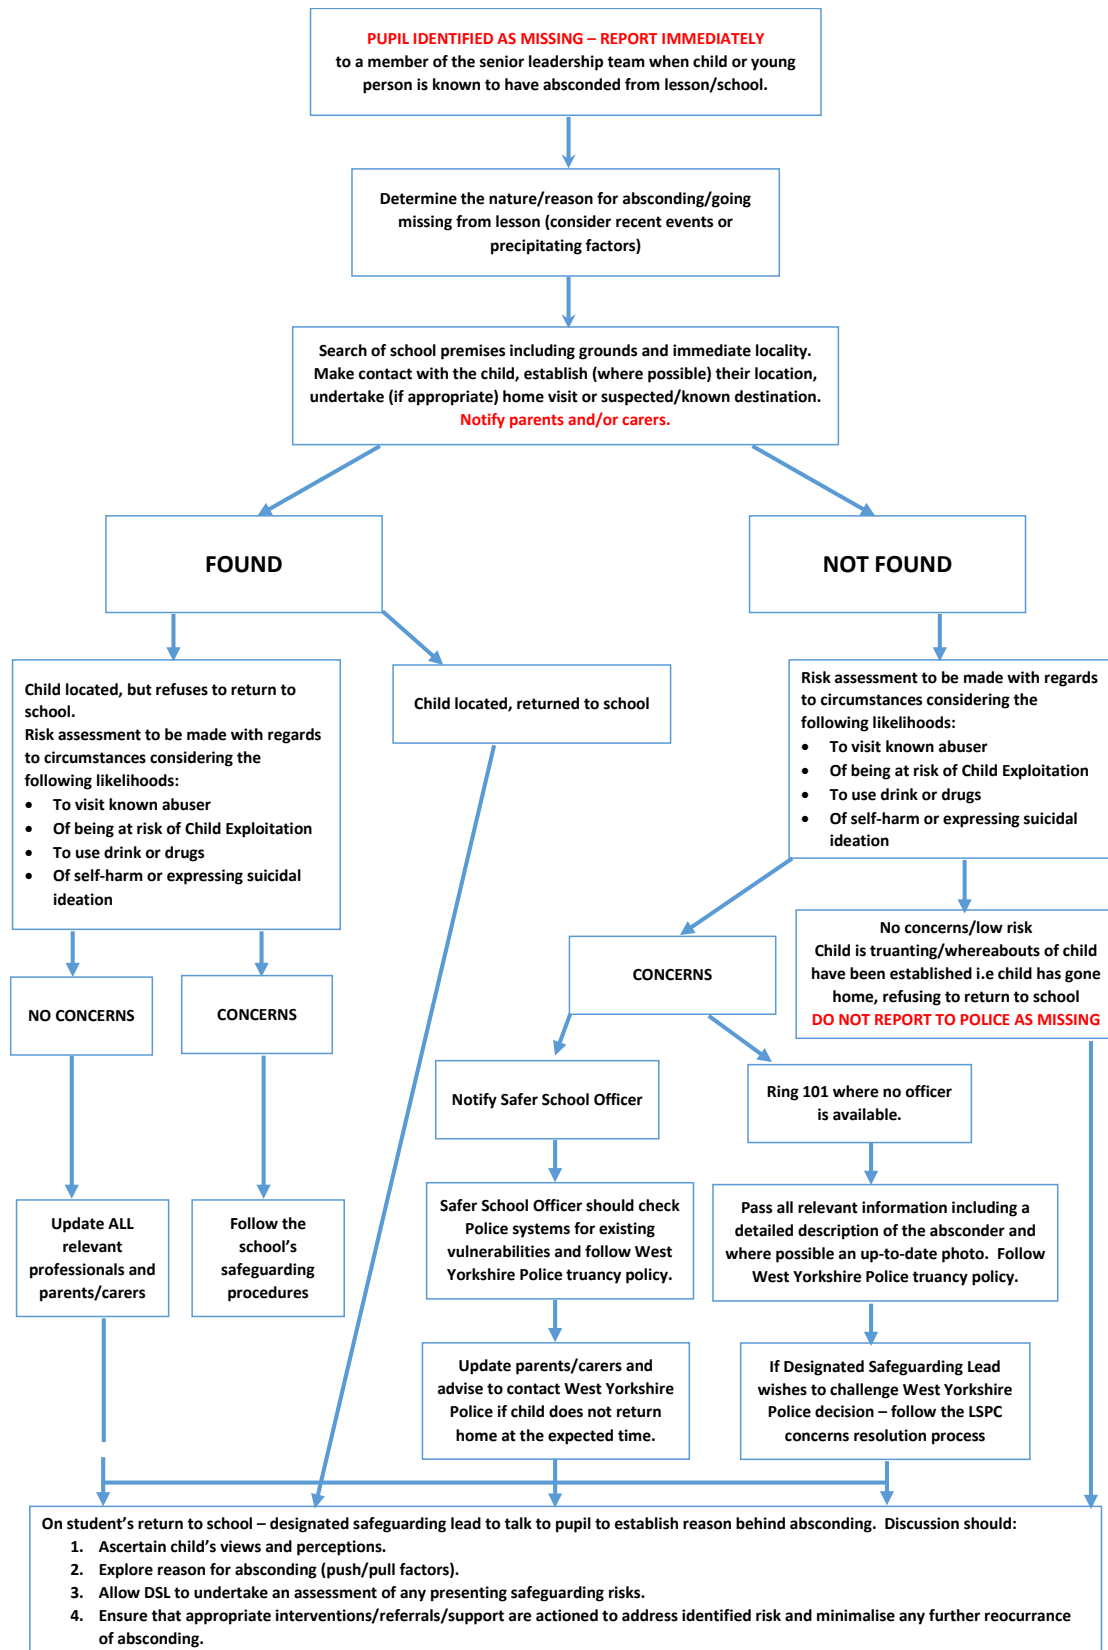 PUPIL IDENTIFIED AS MISSING – REPORT IMMEDIATELY
to a member of the senior leadership team when child or young
person is known to have absconded from lesson/school.
Determine the nature/reason for absconding/going
missing from lesson (consider recent events or
precipitating factors)
Search of school premises including grounds and immediate locality.
Make contact with the child, establish (where possible) their location,
undertake (if appropriate) home visit or suspected/known destination.
Notify parents and/or carers.
FOUND
NOT FOUND
Child located, but refuses to return to
school.
Risk assessment to be made with regards
to circumstances considering the
following likelihoods:
• To visit known abuser
• Of being at risk of Child Exploitation
• To use drink or drugs
• Of self-harm or expressing suicidal
ideation
Child located, returned to school
Risk assessment to be made with regards
to circumstances considering the
following likelihoods:
• To visit known abuser
• Of being at risk of Child Exploitation
• To use drink or drugs
• Of self-harm or expressing suicidal
ideation
NO CONCERNS
CONCERNS
CONCERNS
No concerns/low risk
Child is truanting/whereabouts of child
have been established i.e child has gone
home, refusing to return to school
DO NOT REPORT TO POLICE AS MISSING
Notify Safer School Officer
Ring 101 where no officer
is available.
Update ALL
relevant
professionals and
parents/carers
Follow the
school's
safeguarding
procedures
Safer School Officer should check
Police systems for existing
vulnerabilities and follow West
Yorkshire Police truancy policy.
Pass all relevant information including a
detailed description of the absconder and
where possible an up-to-date photo.  Follow
West Yorkshire Police truancy policy.
Update parents/carers and
advise to contact West Yorkshire
Police if child does not return
home at the expected time.
If Designated Safeguarding Lead
wishes to challenge West Yorkshire
Police decision – follow the LSPC
concerns resolution process
On student's return to school – designated safeguarding lead to talk to pupil to establish reason behind absconding.  Discussion should:
1. Ascertain child's views and perceptions.
2. Explore reason for absconding (push/pull factors).
3. Allow DSL to undertake an assessment of any presenting safeguarding risks.
4. Ensure that appropriate interventions/referrals/support are actioned to address identified risk and minimalise any further reocurrance
of absconding.